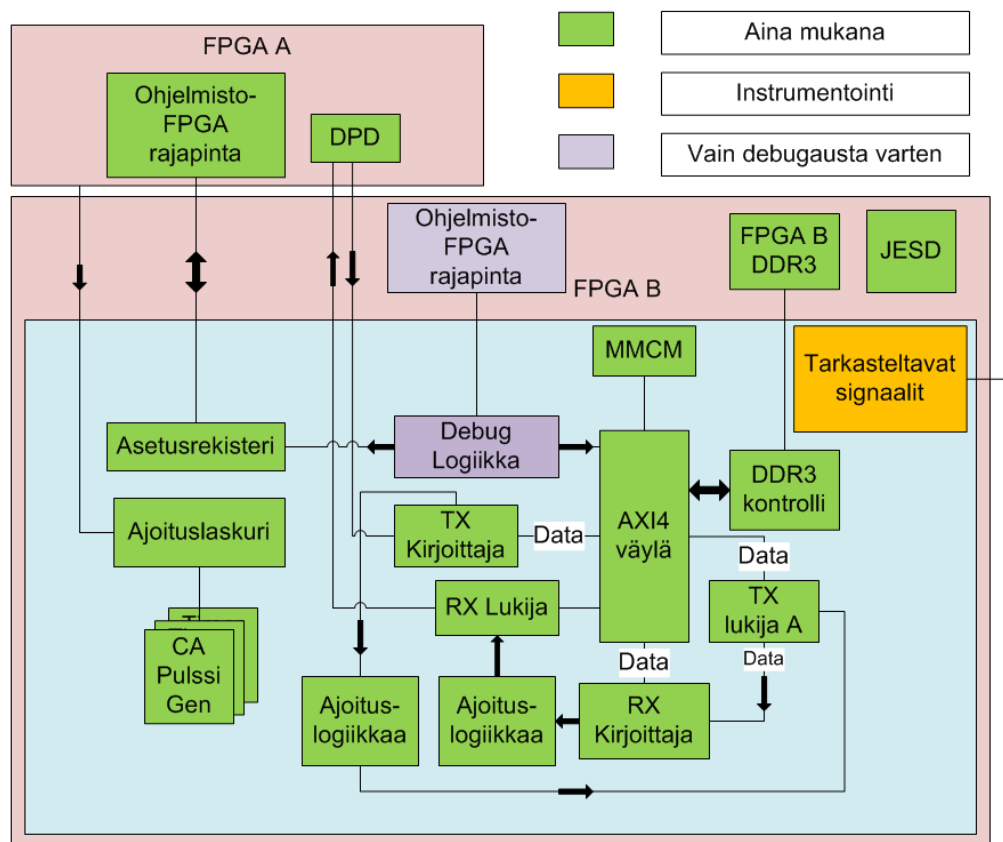 FPGA A
Ohjelmisto-
FPGA
rajapinta
DPD
Aina mukana
Instrumentointi
Vain debugausta varten
Ohjelmisto-
FPGA
rajapinta
FPGA B
DDR3
JESD
FPGA B
MMCM
Tarkasteltavat
signaalit
Asetusrekisteri
Debug
Logiikka
AXI4
väylä
DDR3
kontrolli
Ajoituslaskuri
TX
Kirjoittaja
Data
Data
RX Lukija
TX
lukija A
CA
Pulssi
Gen
Data
Data
Ajoitus-
logiikkaa
Ajoitus-
logiikkaa
RX
Kirjoittaja